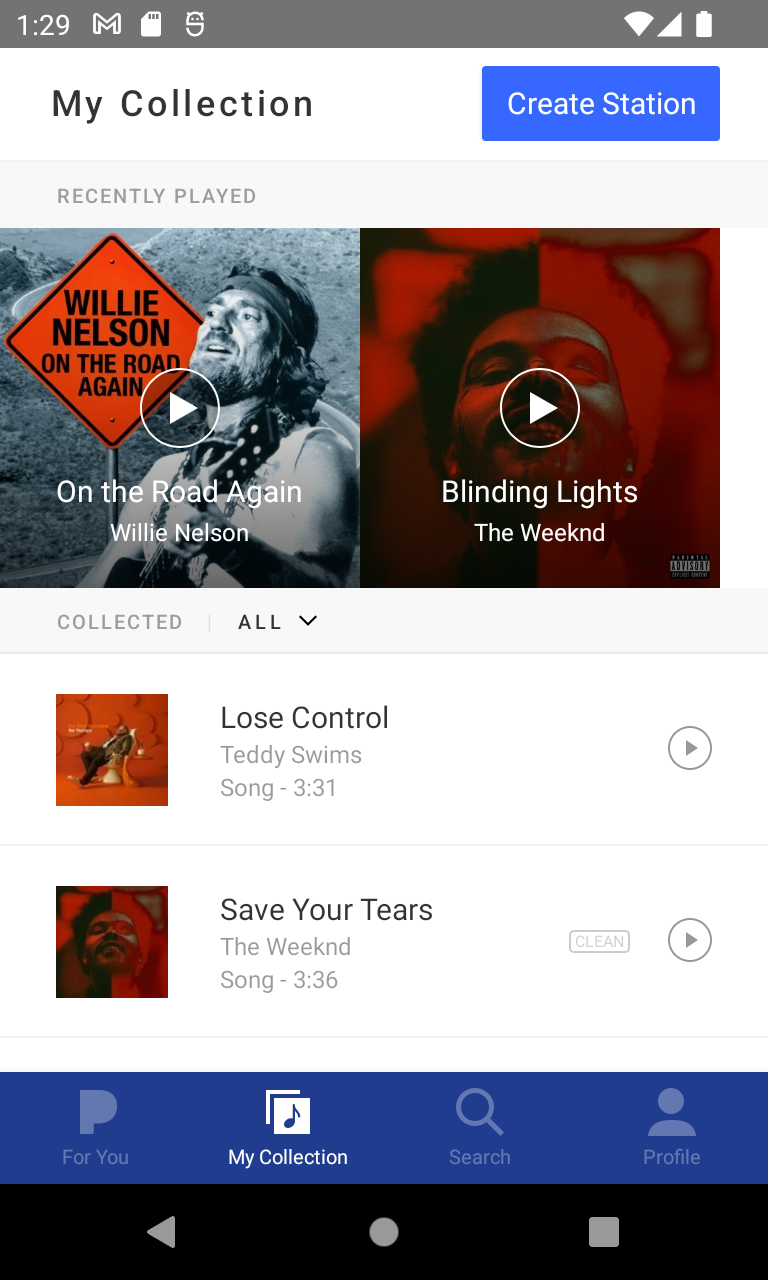 1:29
My Collection
Create Station
RECENTLY PLAYED
WILLIE
NELSON
ON THE ROAD
AGAIN
On the Road Again
Willie Nelson
Blinding Lights
The Weeknd
PARENTAL
ADVISORY
EXPLICIT CONTENT
COLLECTED | ALL
Lose Control
Teddy Swims
Song - 3:31
Save Your Tears
The Weeknd
Song - 3:36
CLEAN
For You
My Collection
Search
Profile